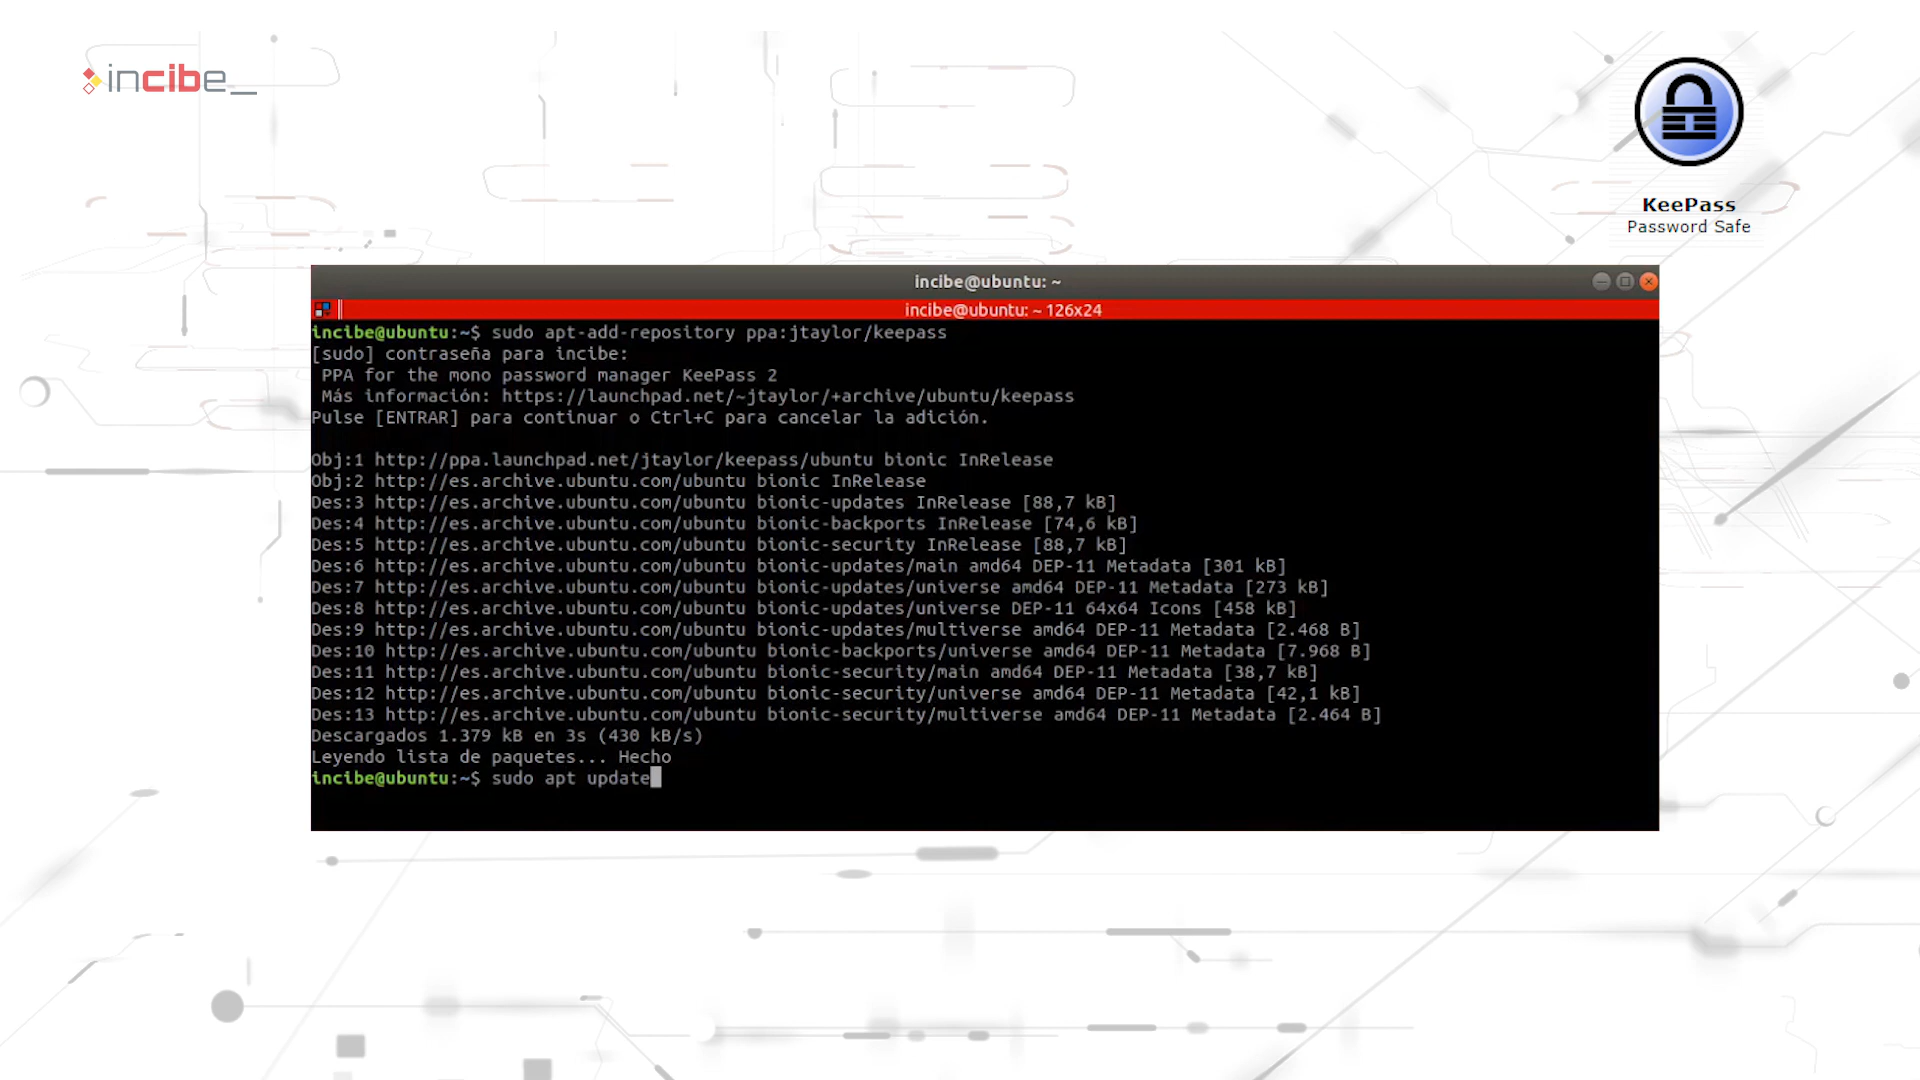 incibe_
KeePass
Password Safe
incibe@ubuntu: ~
incibe@ubuntu: ~ 126x24
incibe@ubuntu:~$ sudo apt-add-repository ppa:jtaylor/keepass
[sudo] contraseña para incibe:
 PPA for the mono password manager KeePass 2
 Más información: https://launchpad.net/~jtaylor/+archive/ubuntu/keepass
Pulse [ENTRAR] para continuar o Ctrl+C para cancelar la adición.
Obj:1 http://ppa.launchpad.net/jtaylor/keepass/ubuntu bionic InRelease
Obj:2 http://es.archive.ubuntu.com/ubuntu bionic InRelease
Des:3 http://es.archive.ubuntu.com/ubuntu bionic-updates InRelease [88,7 kB]
Des:4 http://es.archive.ubuntu.com/ubuntu bionic-backports InRelease [74,6 kB]
Des:5 http://es.archive.ubuntu.com/ubuntu bionic-security InRelease [88,7 kB]
Des:6 http://es.archive.ubuntu.com/ubuntu bionic-updates/main amd64 DEP-11 Metadata [301 kB]
Des:7 http://es.archive.ubuntu.com/ubuntu bionic-updates/universe amd64 DEP-11 Metadata [273 kB]
Des:8 http://es.archive.ubuntu.com/ubuntu bionic-updates/universe DEP-11 64x64 Icons [458 kB]
Des:9 http://es.archive.ubuntu.com/ubuntu bionic-updates/multiverse amd64 DEP-11 Metadata [2.468 B]
Des:10 http://es.archive.ubuntu.com/ubuntu bionic-backports/universe amd64 DEP-11 Metadata [7.968 B]
Des:11 http://es.archive.ubuntu.com/ubuntu bionic-security/main amd64 DEP-11 Metadata [38,7 kB]
Des:12 http://es.archive.ubuntu.com/ubuntu bionic-security/universe amd64 DEP-11 Metadata [42,1 kB]
Des:13 http://es.archive.ubuntu.com/ubuntu bionic-security/multiverse amd64 DEP-11 Metadata [2.464 B]
Descargados 1.379 kB en 3s (430 kB/s)
Leyendo lista de paquetes... Hecho
incibe@ubuntu:~$ sudo apt update